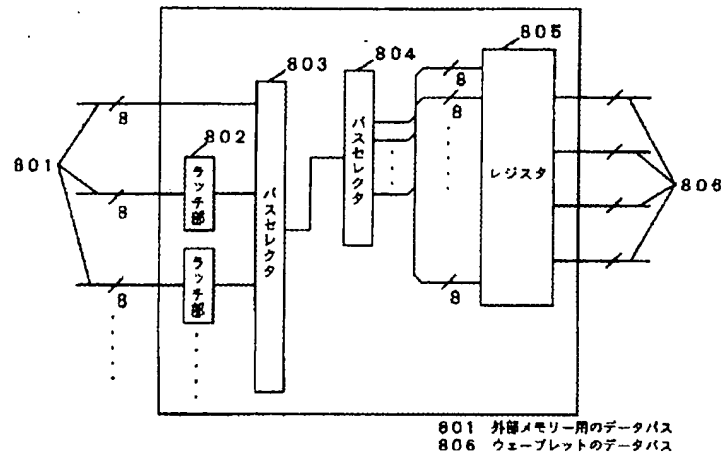 805
804
803
8
8
8
802
801
ラッチ部
バスセレクタ
バスセレクタ
レジスタ
806
8
ラッチ部
8
8
801 外部メモリー用のデータバス
806 ウェーブレットのデータバス